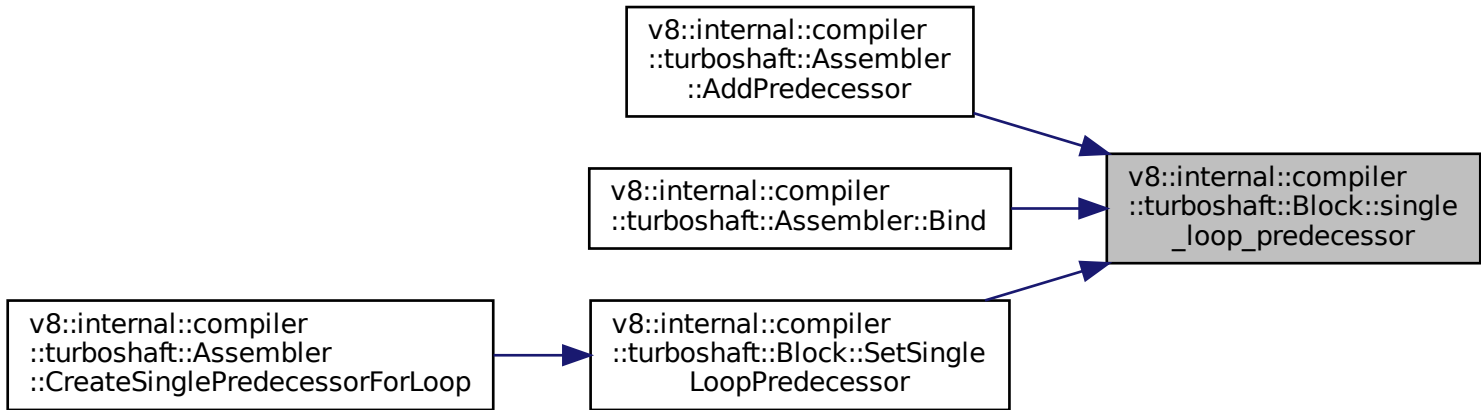 v8::internal::compiler
::turboshaft::Assembler
::AddPredecessor
v8::internal::compiler
::turboshaft::Block::single
_loop_predecessor
v8::internal::compiler
::turboshaft::Assembler::Bind
v8::internal::compiler
::turboshaft::Assembler
::CreateSinglePredecessorForLoop
v8::internal::compiler
::turboshaft::Block::SetSingle
LoopPredecessor